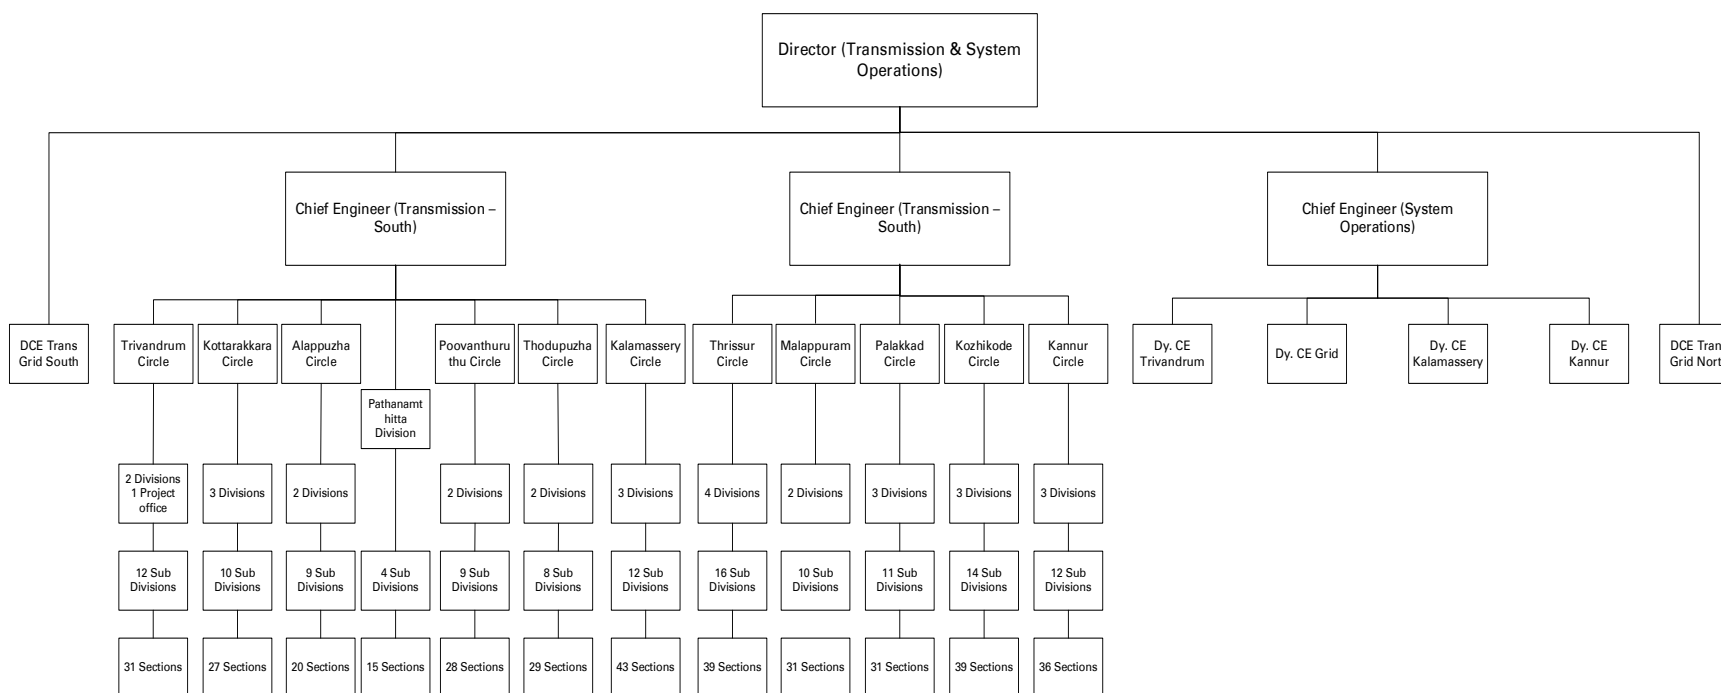 Director (Transmission & System
Operations)
Chief Engineer (Transmission –
South)
Chief Engineer (Transmission –
South)
Chief Engineer (System
Operations)
DCE Trans
Grid South
Trivandrum
Circle
Kottarakkara
Circle
Alappuzha
Circle
Poovanthuru
thu Circle
Thodupuzha
Circle
Kalamassery
Circle
Thrissur
Circle
Malappuram
Circle
Palakkad
Circle
Kozhikode
Circle
Kannur
Circle
Dy. CE
Trivandrum
Dy. CE Grid
Dy. CE
Kalamassery
Dy. CE
Kannur
DCE Tran
Grid Nort
Pathanamt
hitta
Division
2 Divisions
1 Project
office
3 Divisions
2 Divisions
2 Divisions
2 Divisions
3 Divisions
4 Divisions
2 Divisions
3 Divisions
3 Divisions
3 Divisions
12 Sub
Divisions
10 Sub
Divisions
9 Sub
Divisions
4 Sub
Divisions
9 Sub
Divisions
8 Sub
Divisions
12 Sub
Divisions
16 Sub
Divisions
10 Sub
Divisions
11 Sub
Divisions
14 Sub
Divisions
12 Sub
Divisions
31 Sections
27 Sections
20 Sections
15 Sections
28 Sections
29 Sections
43 Sections
39 Sections
31 Sections
31 Sections
39 Sections
36 Sections